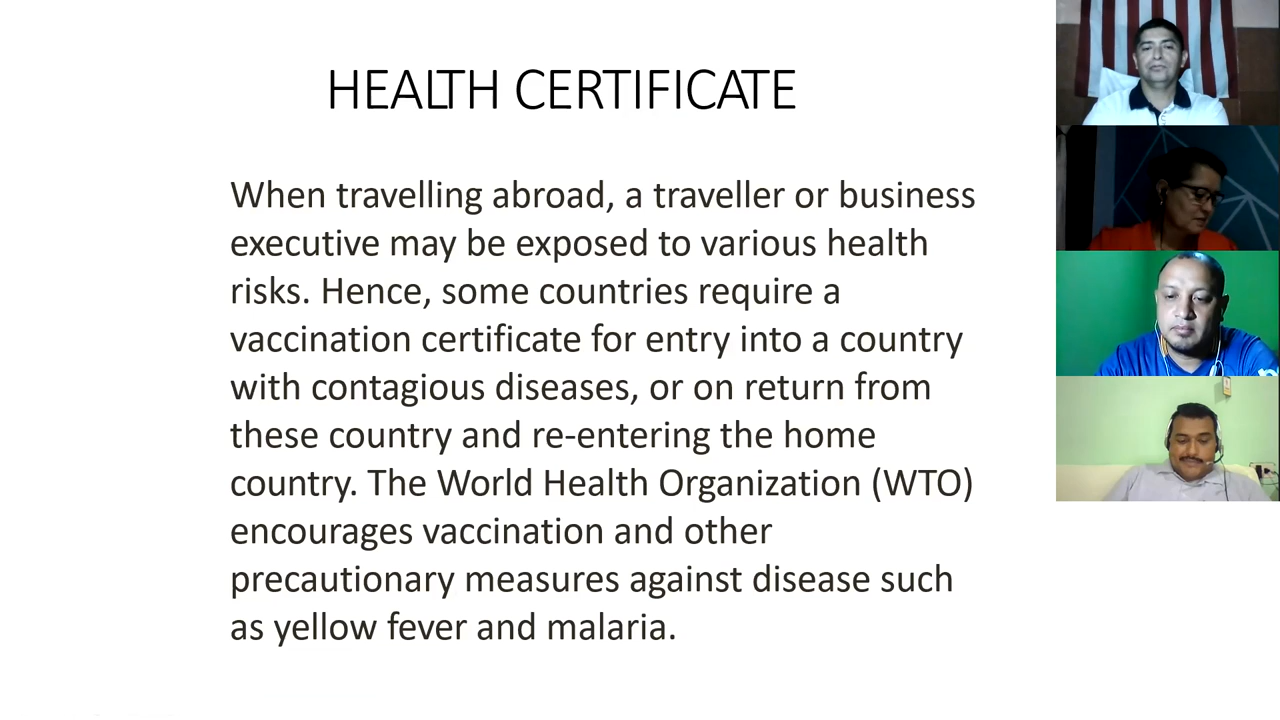 HEALTH CERTIFICATE
When travelling abroad, a traveller or business
executive may be exposed to various health
risks. Hence, some countries require a
vaccination certificate for entry into a country
with contagious diseases, or on return from
these country and re-entering the home
country. The World Health Organization (WTO)
encourages vaccination and other
precautionary measures against disease such
as yellow fever and malaria.